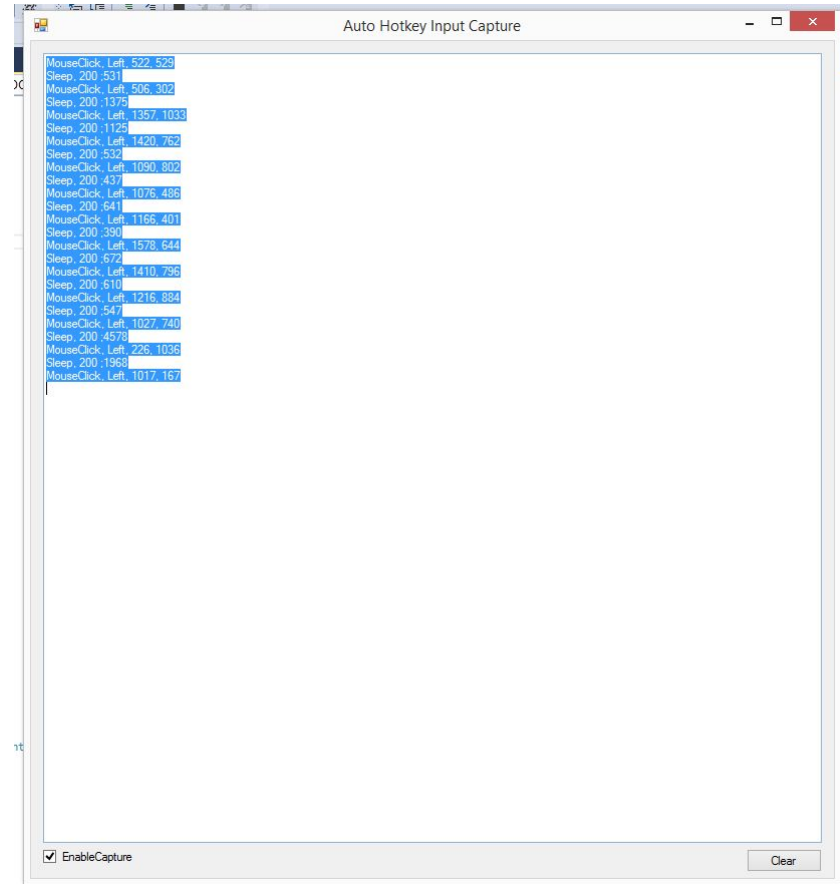 Auto Hotkey Input Capture
MouseClick, Left, 522, 529
Sleep, 200 ;531
MouseClick, Left, 506, 302
Sleep, 200 ;1375
MouseClick, Left, 1357, 1033
Sleep, 200 ;1125
MouseClick, Left, 1420, 762
Sleep, 200 ;532
MouseClick, Left, 1090, 802
Sleep, 200 ;437
MouseClick, Left, 1076, 486
Sleep, 200 ;641
MouseClick, Left, 1166, 401
Sleep, 200 ;390
MouseClick, Left, 1578, 644
Sleep, 200 ;672
MouseClick, Left, 1410, 796
Sleep, 200 ;610
MouseClick, Left, 1216, 884
Sleep, 200 ;547
MouseClick, Left, 1027, 740
Sleep, 200 ;4578
MouseClick, Left, 226, 1036
Sleep, 200 ;1968
MouseClick, Left, 1017, 167
EnableCapture
Clear